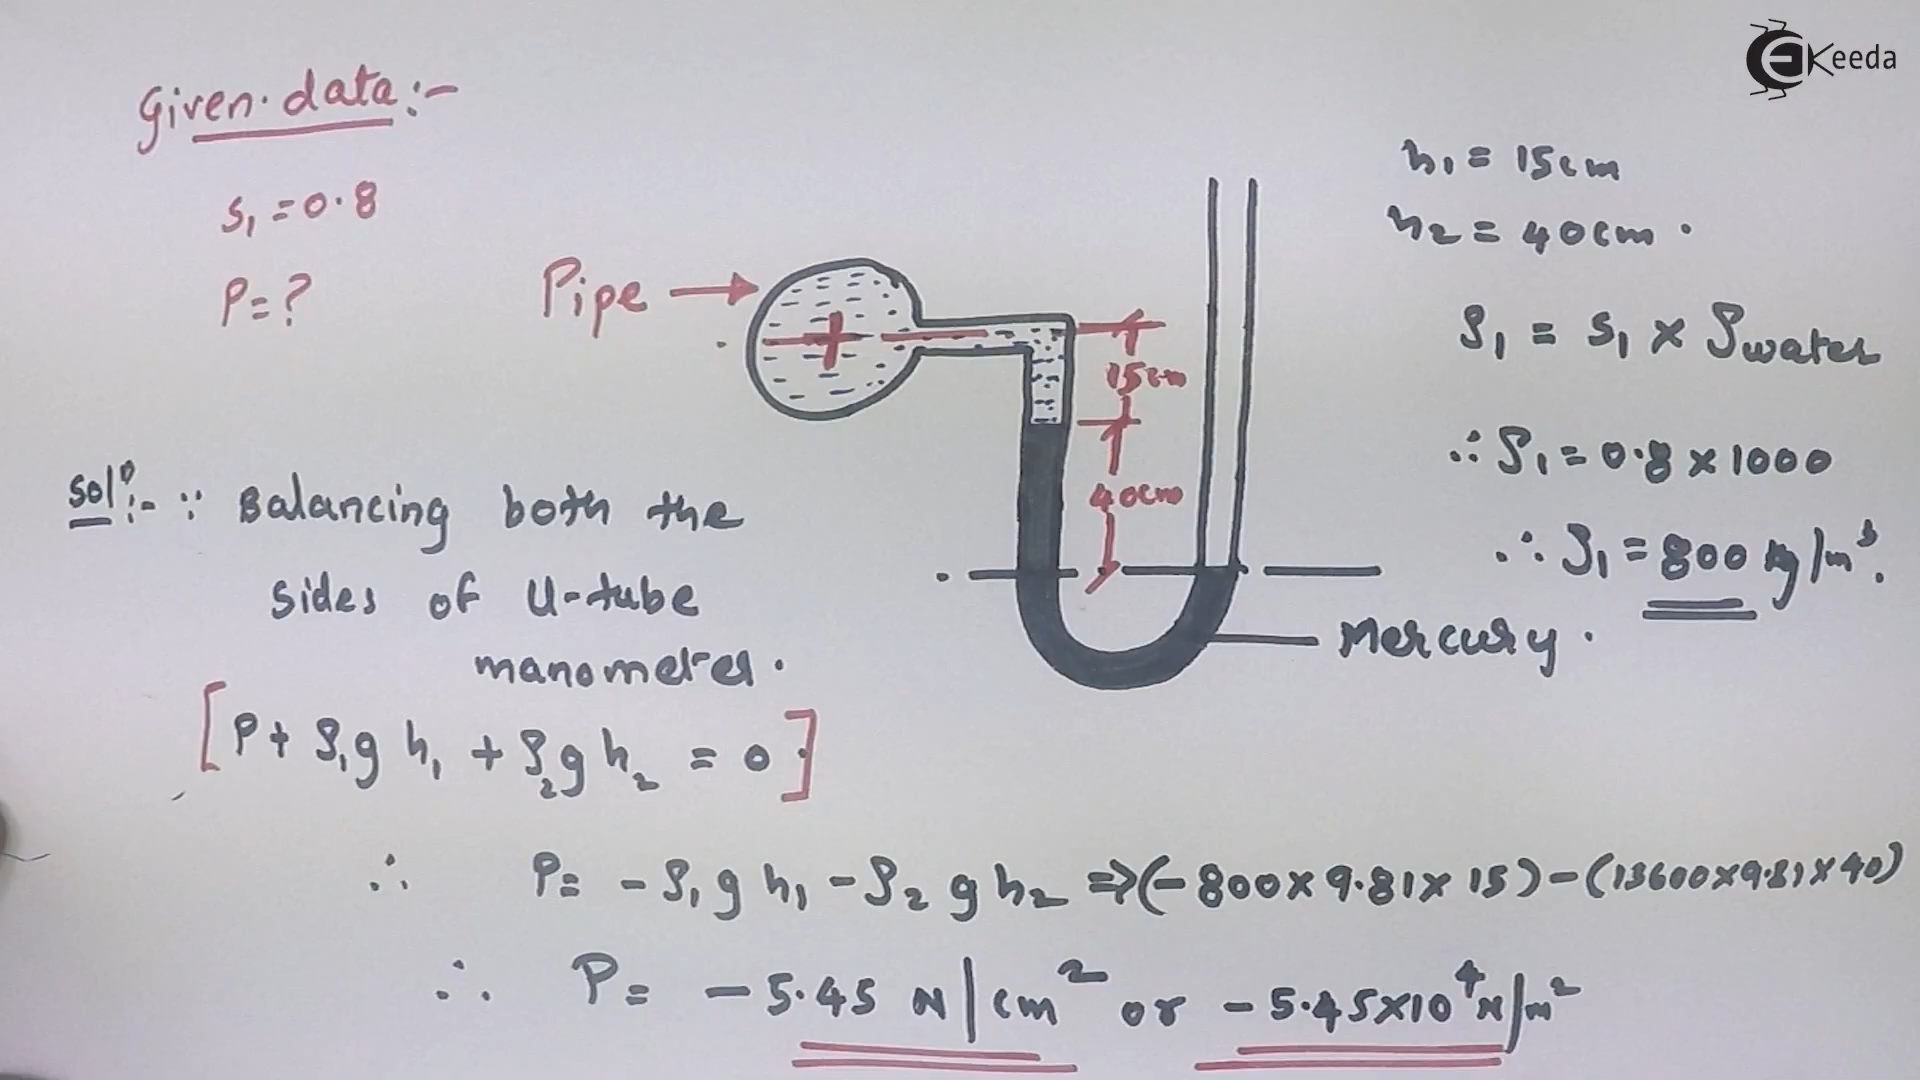 Keeda
Given data:-
S₁ = 0.8
P = ?
Pipe
h₁ = 15cm
h₂ = 40cm.
ρ₁ = S₁ × ρwater
∴ ρ₁ = 0.8 × 1000
∴ ρ₁ = 800 kg/m³.
15cm
40cm
Mercury.
Solⁿ:- ∵ Balancing both the
sides of U-tube
manometer.
[P + ρ₁g h₁ + ρ₂g h₂ = 0]
∴ P = - ρ₁ g h₁ - ρ₂ g h₂ ⇒ (-800 × 9.81 × 15) - (13600 × 9.81 × 40)
∴ P = - 5.45 N/cm² or - 5.45 × 10⁴ N/m²